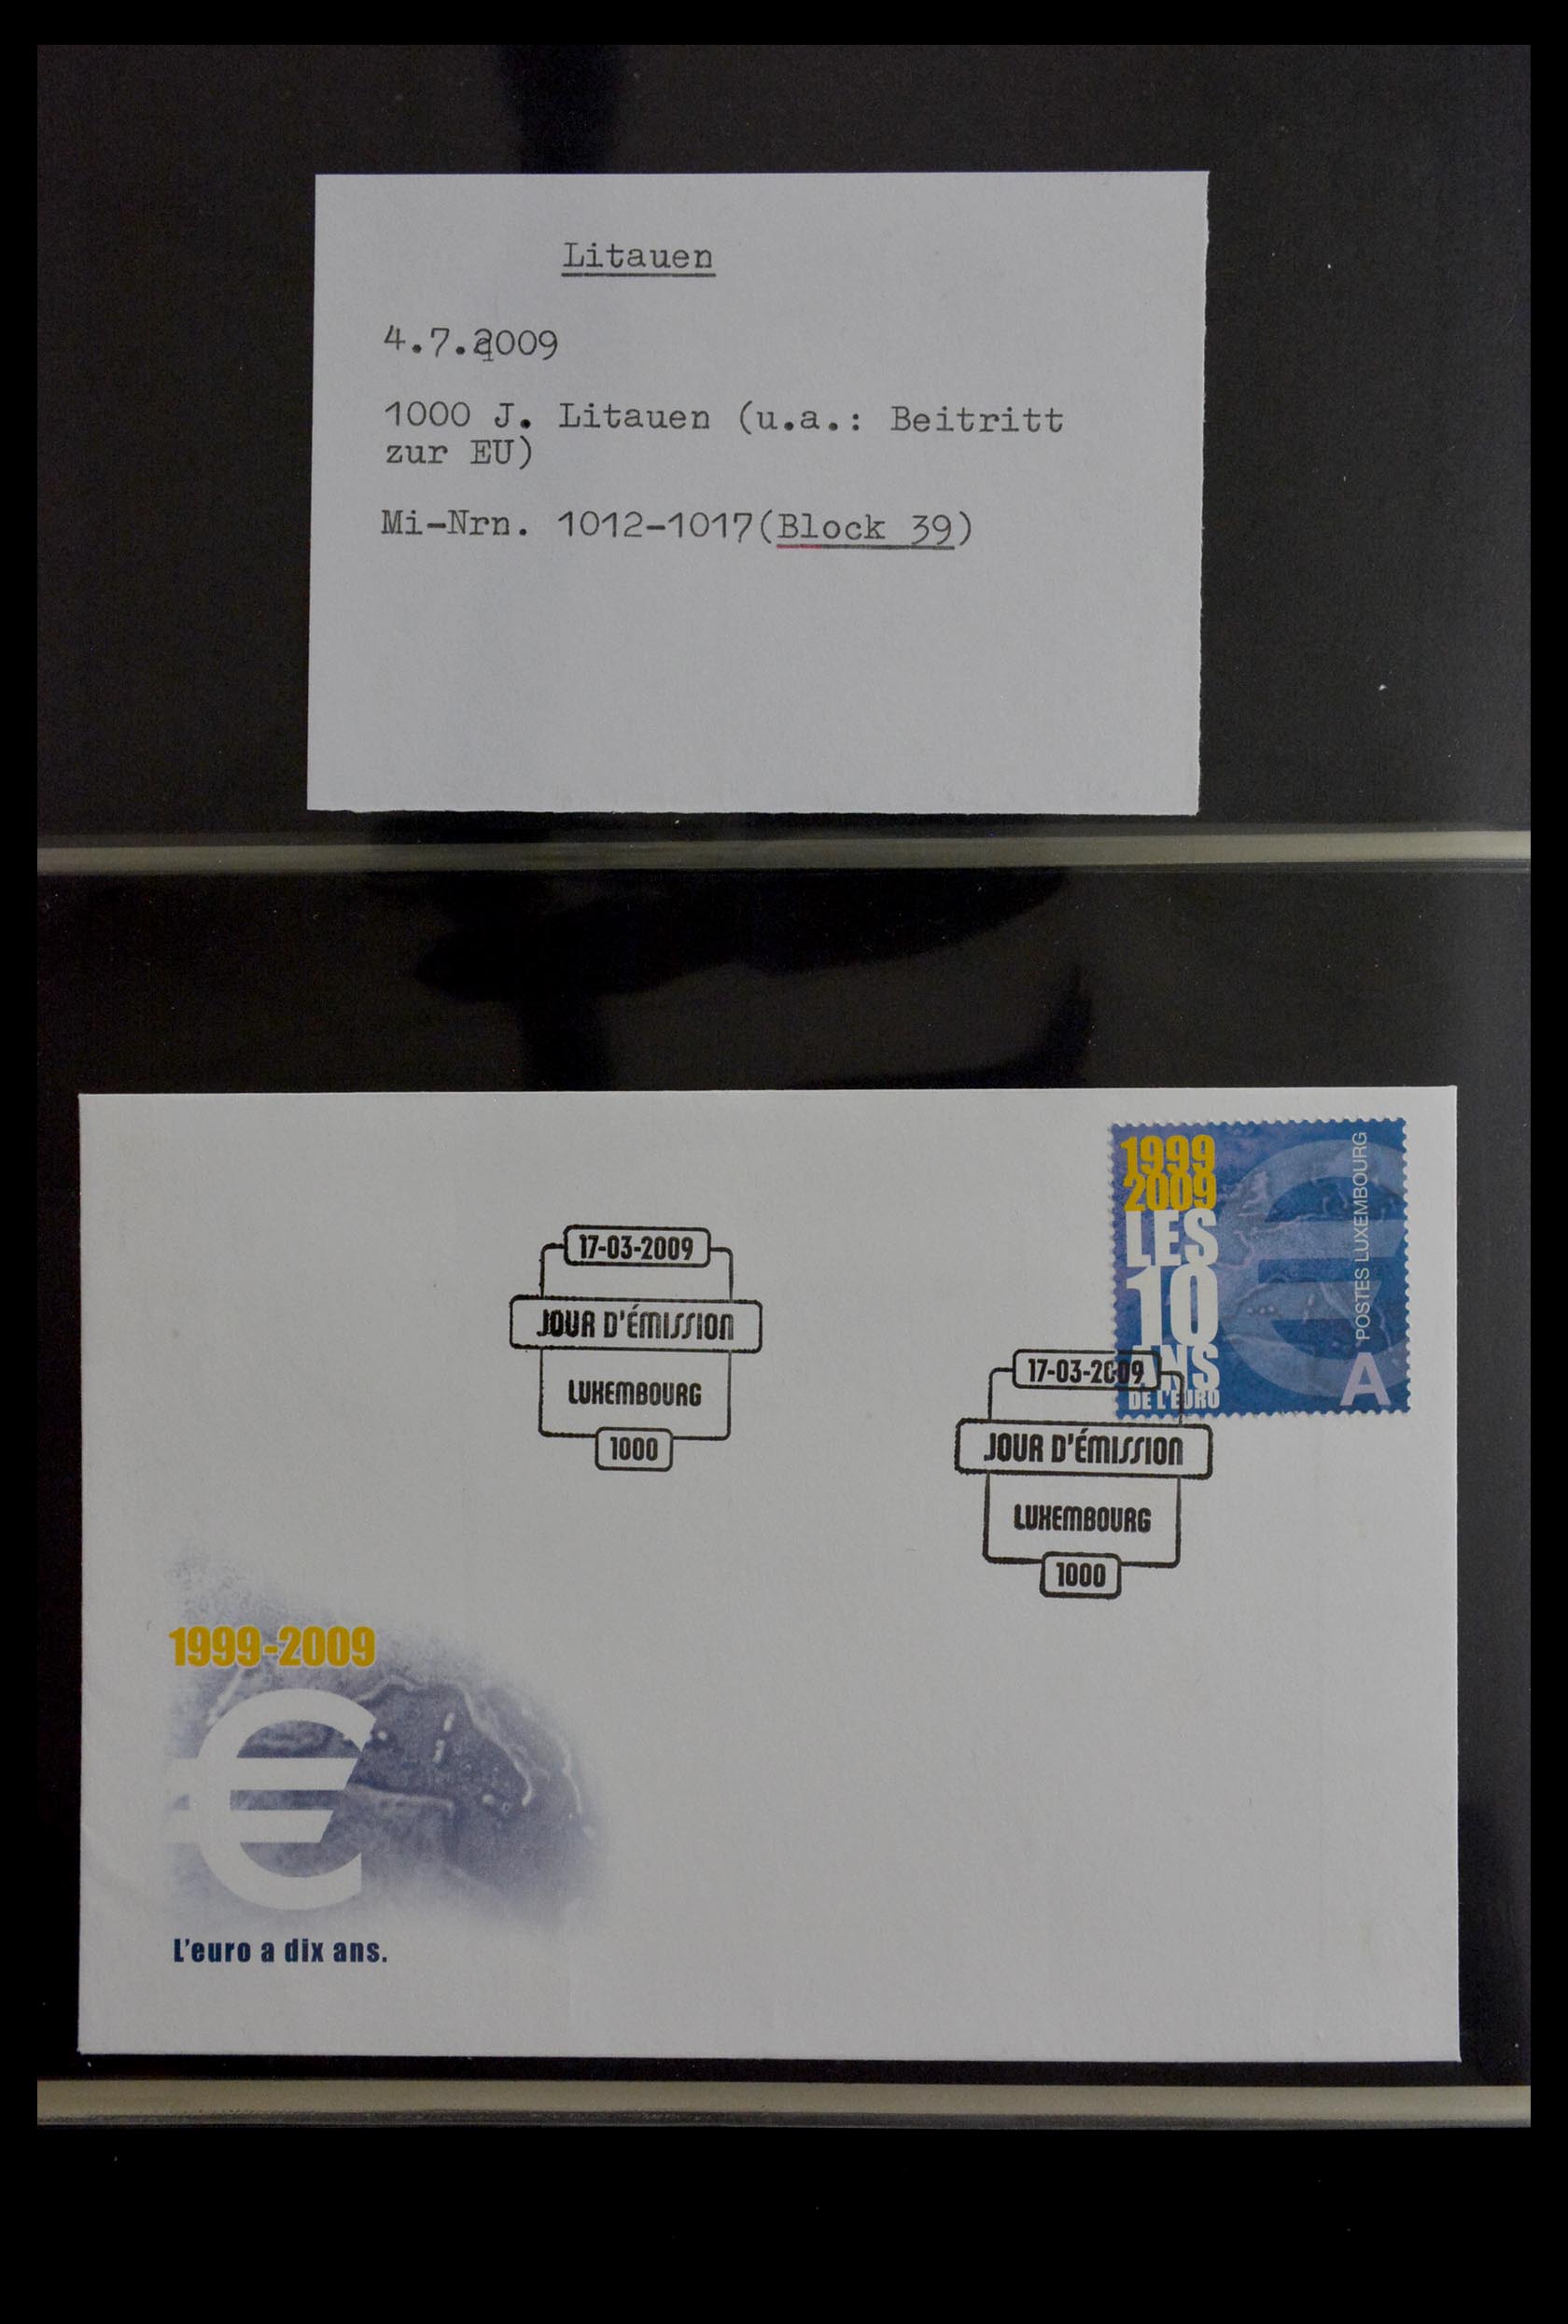 Litauen
4.7.2009
1000 J. Litauen (u.a.: Beitritt
zur EU)
Mi-Nrn. 1012-1017(Block 39)
1999
2009
LES
10
ANS
DE L'EURO
POSTES LUXEMBOURG
A
17-03-2009
JOUR D'ÉMISSION
LUXEMBOURG
1000
17-03-2009
JOUR D'ÉMISSION
LUXEMBOURG
1000
1999-2009
€
L'euro a dix ans.